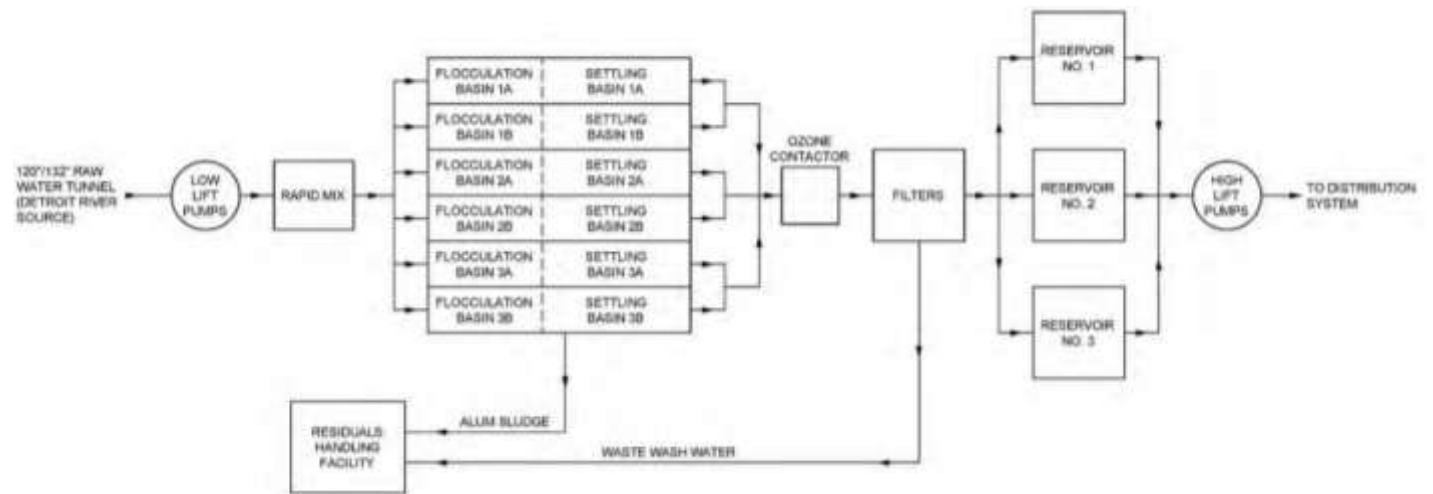 120"/132" RAW
WATER TUNNEL
(DETROIT RIVER
SOURCE)
LOW
LIFT
PUMPS
RAPID MIX
FLOCCULATION
BASIN 1A
SETTLING
BASIN 1A
FLOCCULATION
BASIN 1B
SETTLING
BASIN 1B
FLOCCULATION
BASIN 2A
SETTLING
BASIN 2A
FLOCCULATION
BASIN 2B
SETTLING
BASIN 2B
FLOCCULATION
BASIN 3A
SETTLING
BASIN 3A
FLOCCULATION
BASIN 3B
SETTLING
BASIN 3B
OZONE
CONTACTOR
FILTERS
RESERVOIR
NO. 1
RESERVOIR
NO. 2
RESERVOIR
NO. 3
HIGH
LIFT
PUMPS
TO DISTRIBUTION
SYSTEM
ALUM SLUDGE
RESIDUALS
HANDLING
FACILITY
WASTE WASH WATER